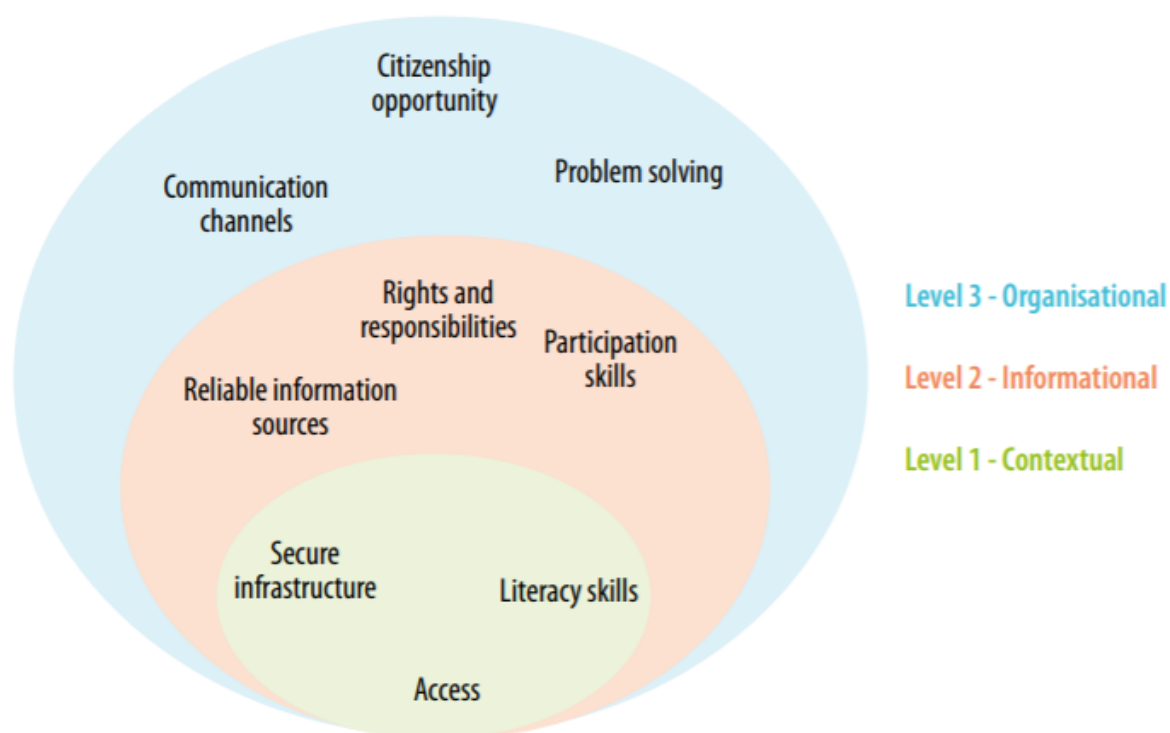 Citizenship
opportunity
Problem solving
Communication
channels
Rights and
responsibilities
Participation
skills
Reliable information
sources
Secure
infrastructure
Literacy skills
Access
Level 3 - Organisational
Level 2 - Informational
Level 1 - Contextual